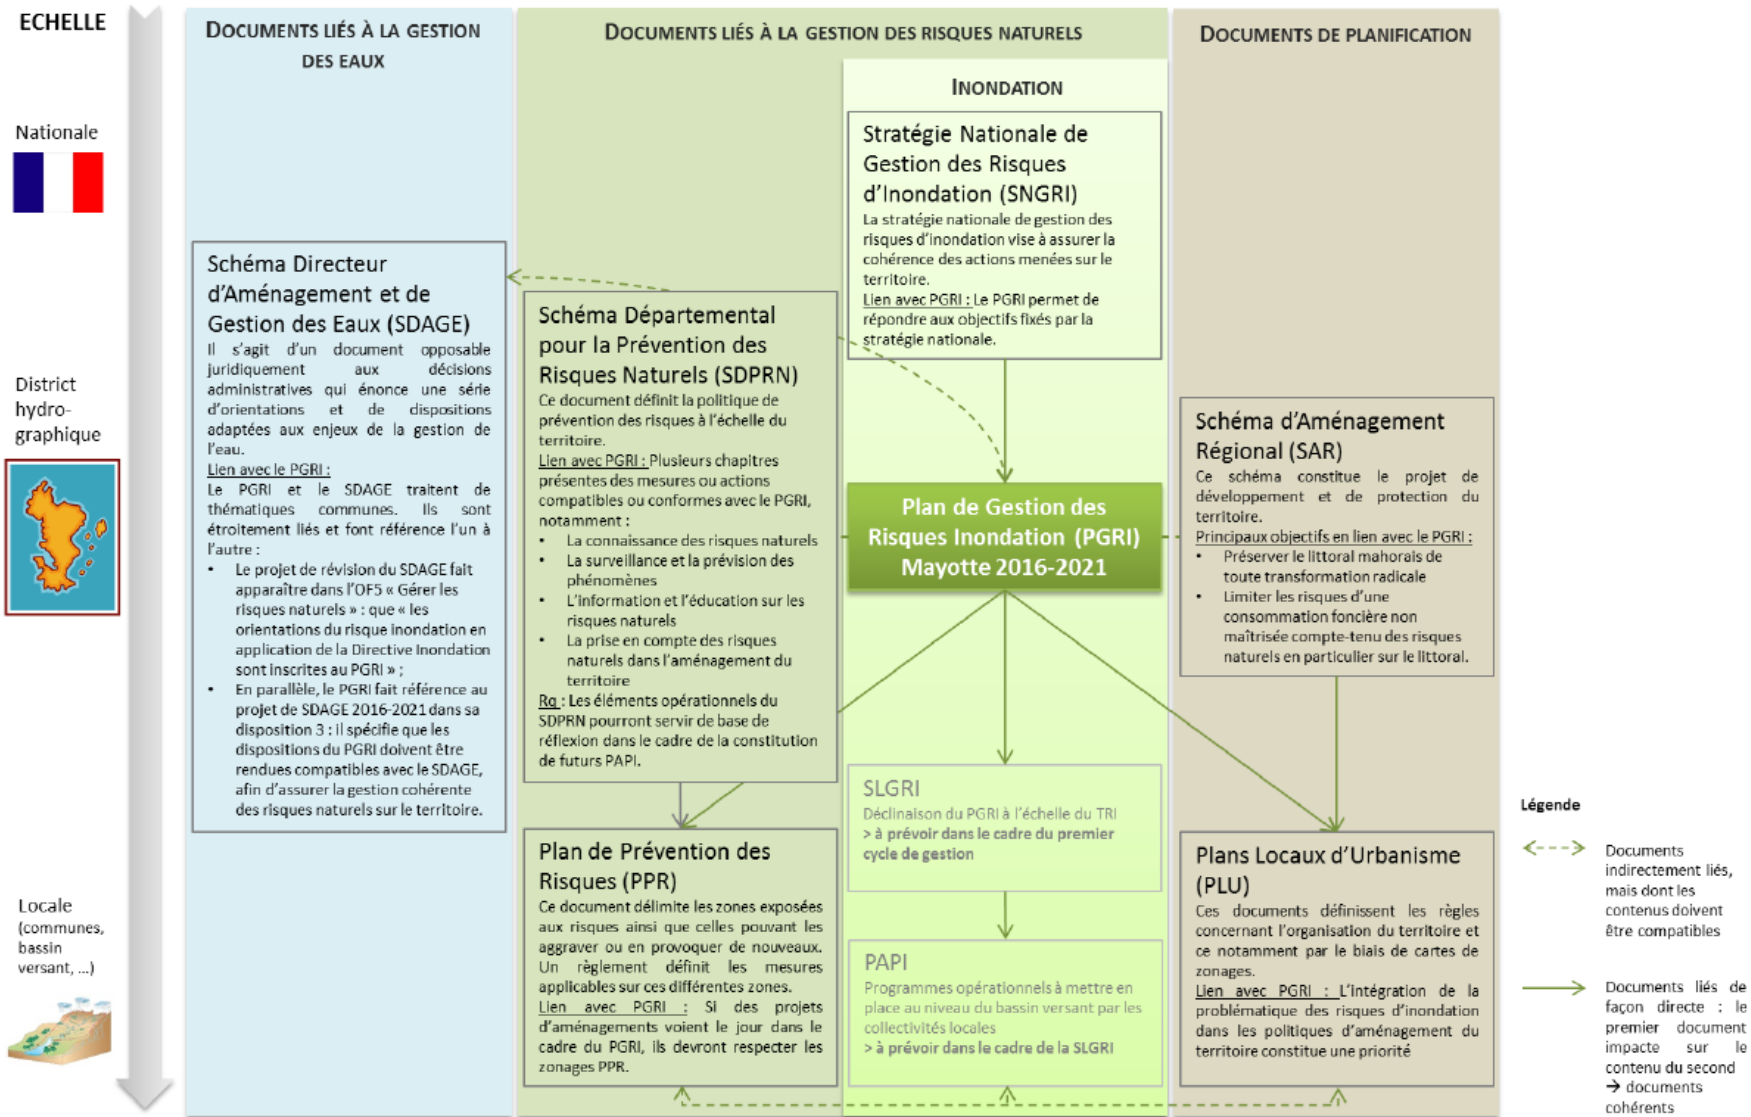 ECHELLE
Nationale
District
hydro-
graphique
Locale
(communes,
bassin
versant, ...)
DOCUMENTS LIÉS À LA GESTION
DES EAUX
Schéma Directeur
d'Aménagement et de
Gestion des Eaux (SDAGE)
Il s'agit d'un document opposable
juridiquement aux décisions
administratives qui énonce une série
d'orientations et de dispositions
adaptées aux enjeux de la gestion de
l'eau.
Lien avec le PGRI :
Le PGRI et le SDAGE traitent de
thématiques communes. Ils sont
étroitement liés et font référence l'un à
l'autre :
• Le projet de révision du SDAGE fait
apparaître dans l'OF5 « Gérer les
risques naturels » : que « les
orientations du risque inondation en
application de la Directive Inondation
sont inscrites au PGRI » ;
• En parallèle, le PGRI fait référence au
projet de SDAGE 2016-2021 dans sa
disposition 3 : il spécifie que les
dispositions du PGRI doivent être
rendues compatibles avec le SDAGE,
afin d'assurer la gestion cohérente
des risques naturels sur le territoire.
DOCUMENTS LIÉS À LA GESTION DES RISQUES NATURELS
Schéma Départemental
pour la Prévention des
Risques Naturels (SDPRN)
Ce document définit la politique de
prévention des risques à l'échelle du
territoire.
Lien avec PGRI : Plusieurs chapitres
présentes des mesures ou actions
compatibles ou conformes avec le PGRI,
notamment :
• La connaissance des risques naturels
• La surveillance et la prévision des
phénomènes
• L'information et l'éducation sur les
risques naturels
• La prise en compte des risques
naturels dans l'aménagement du
territoire
Rq : Les éléments opérationnels du
SDPRN pourront servir de base de
réflexion dans le cadre de la constitution
de futurs PAPI.
Plan de Prévention des
Risques (PPR)
Ce document délimite les zones exposées
aux risques ainsi que celles pouvant les
aggraver ou en provoquer de nouveaux.
Un règlement définit les mesures
applicables sur ces différentes zones.
Lien avec PGRI : Si des projets
d'aménagements voient le jour dans le
cadre du PGRI, ils devront respecter les
zonages PPR.
INONDATION
Stratégie Nationale de
Gestion des Risques
d'Inondation (SNGRI)
La stratégie nationale de gestion des
risques d'inondation vise à assurer la
cohérence des actions menées sur le
territoire.
Lien avec PGRI : Le PGRI permet de
répondre aux objectifs fixés par la
stratégie nationale.
Plan de Gestion des
Risques Inondation (PGRI)
Mayotte 2016-2021
SLGRI
Déclinaison du PGRI à l'échelle du TRI
> à prévoir dans le cadre du premier
cycle de gestion
PAPI
Programmes opérationnels à mettre en
place au niveau du bassin versant par les
collectivités locales
> à prévoir dans le cadre de la SLGRI
DOCUMENTS DE PLANIFICATION
Schéma d'Aménagement
Régional (SAR)
Ce schéma constitue le projet de
développement et de protection du
territoire.
Principaux objectifs en lien avec le PGRI :
• Préserver le littoral mahorais de
toute transformation radicale
• Limiter les risques d'une
consommation foncière non
maîtrisée compte-tenu des risques
naturels en particulier sur le littoral.
Plans Locaux d'Urbanisme
(PLU)
Ces documents définissent les règles
concernant l'organisation du territoire et
ce notamment par le biais de cartes de
zonages.
Lien avec PGRI : L'intégration de la
problématique des risques d'inondation
dans les politiques d'aménagement du
territoire constitue une priorité
Légende
Documents
indirectement liés,
mais dont les
contenus doivent
être compatibles
Documents liés de
façon directe : le
premier document
impacte sur le
contenu du second
→ documents
cohérents